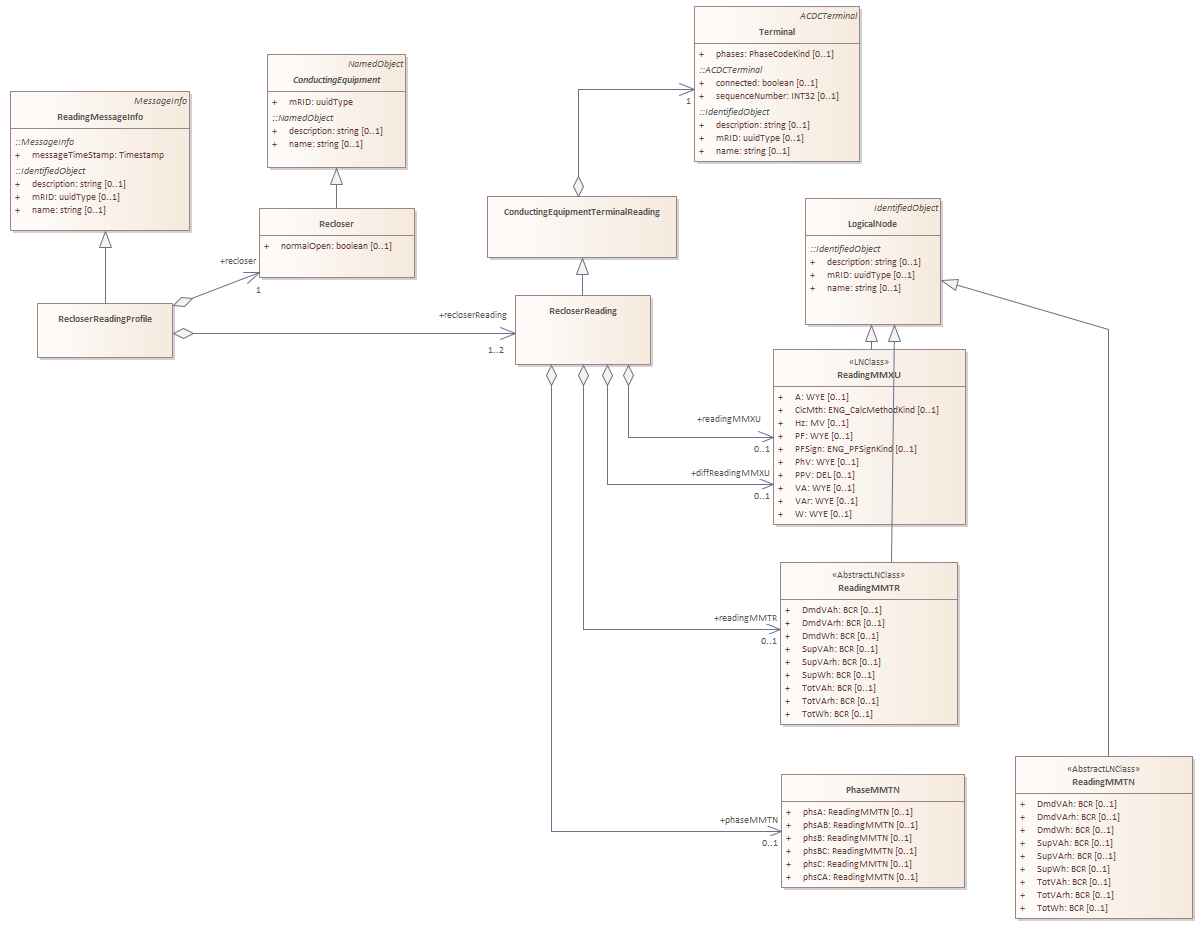 MessageInfo
ReadingMessageInfo
::MessageInfo
+ messageTimeStamp: Timestamp
::IdentifiedObject
+ description: string [0..1]
+ mRID: uuidType [0..1]
+ name: string [0..1]
NamedObject
ConductingEquipment
+ mRID: uuidType
::NamedObject
+ description: string [0..1]
+ name: string [0..1]
Recloser
+ normalOpen: boolean [0..1]
+recloser
1
RecloserReadingProfile
+recloserReading
1..2
ACDCTerminal
Terminal
+ phases: PhaseCodeKind [0..1]
::ACDCTerminal
+ connected: boolean [0..1]
+ sequenceNumber: INT32 [0..1]
::IdentifiedObject
+ description: string [0..1]
+ mRID: uuidType [0..1]
+ name: string [0..1]
1
ConductingEquipmentTerminalReading
RecloserReading
IdentifiedObject
LogicalNode
::IdentifiedObject
+ description: string [0..1]
+ mRID: uuidType [0..1]
+ name: string [0..1]
«LNClass»
ReadingMMXU
+ A: WYE [0..1]
+ ClcMth: ENG_CalcMethodKind [0..1]
+ Hz: MV [0..1]
+ PF: WYE [0..1]
+ PFSign: ENG_PFSignKind [0..1]
+ PhV: WYE [0..1]
+ PPV: DEL [0..1]
+ VA: WYE [0..1]
+ VAr: WYE [0..1]
+ W: WYE [0..1]
+readingMMXU
0..1
+diffReadingMMXU
0..1
«AbstractLNClass»
ReadingMMTR
+ DmdVAh: BCR [0..1]
+ DmdVArh: BCR [0..1]
+ DmdWh: BCR [0..1]
+ SupVAh: BCR [0..1]
+ SupVArh: BCR [0..1]
+ SupWh: BCR [0..1]
+ TotVAh: BCR [0..1]
+ TotVArh: BCR [0..1]
+ TotWh: BCR [0..1]
+readingMMTR
0..1
PhaseMMTN
+ phsA: ReadingMMTN [0..1]
+ phsAB: ReadingMMTN [0..1]
+ phsB: ReadingMMTN [0..1]
+ phsBC: ReadingMMTN [0..1]
+ phsC: ReadingMMTN [0..1]
+ phsCA: ReadingMMTN [0..1]
+phaseMMTN
0..1
«AbstractLNClass»
ReadingMMTN
+ DmdVAh: BCR [0..1]
+ DmdVArh: BCR [0..1]
+ DmdWh: BCR [0..1]
+ SupVAh: BCR [0..1]
+ SupVArh: BCR [0..1]
+ SupWh: BCR [0..1]
+ TotVAh: BCR [0..1]
+ TotVArh: BCR [0..1]
+ TotWh: BCR [0..1]